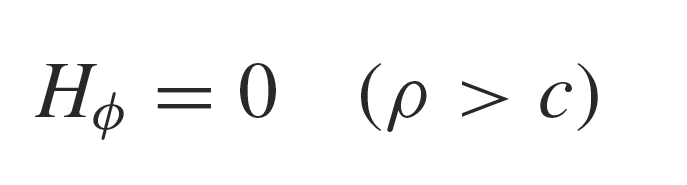 H_ϕ = 0 (ρ > c)